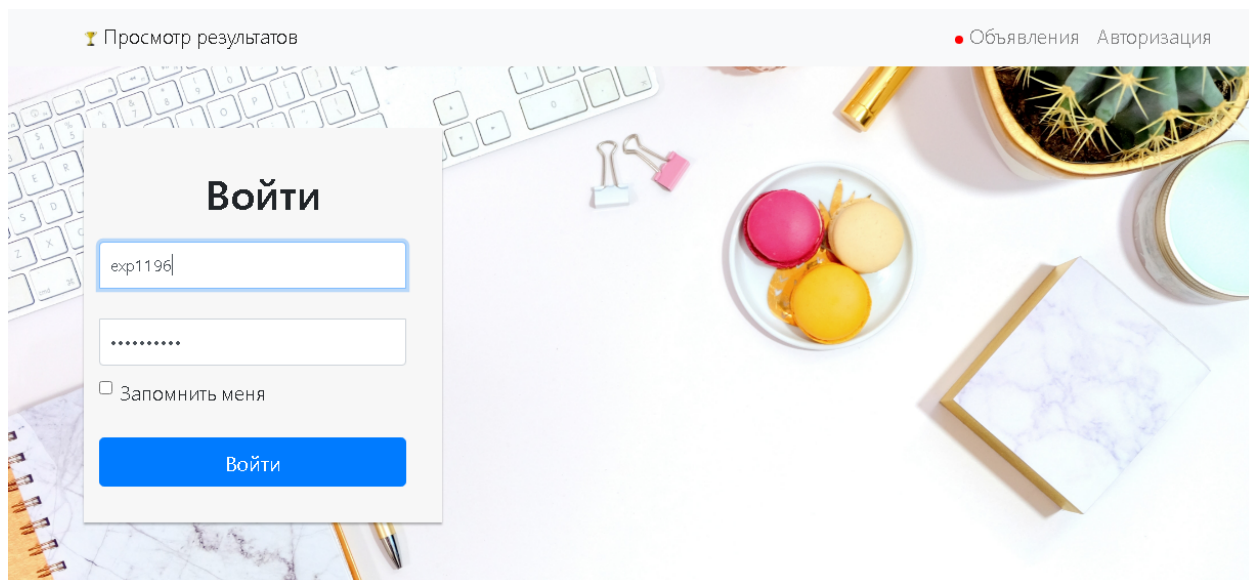 Просмотр результатов
Объявления Авторизация
Войти
exp1196
••••••••••
Запомнить меня
Войти